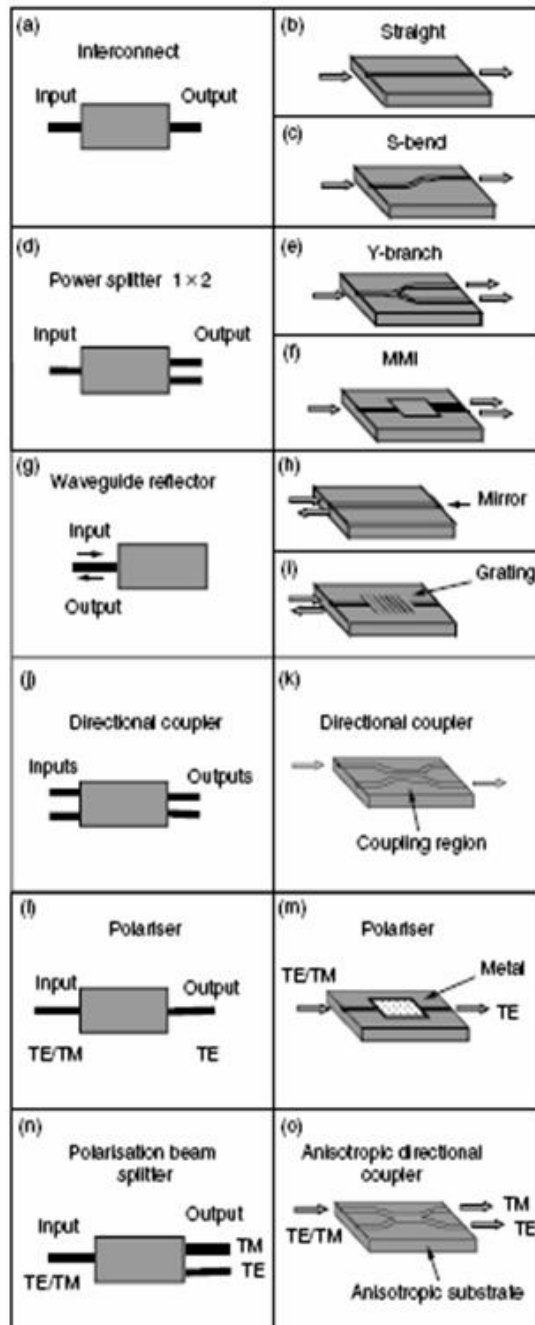 (a)
Interconnect
Input Output
(b)
Straight
(c)
S-bend
(d)
Power splitter 1 × 2
Input Output
(e)
Y-branch
(f)
MMI
(g)
Waveguide reflector
Input
Output
(h)
Mirror
(i)
Grating
(j)
Directional coupler
Inputs Outputs
(k)
Directional coupler
Coupling region
(l)
Polariser
Input Output
TE/TM TE
(m)
Polariser
TE/TM Metal
TE
(n)
Polarisation beam
splitter
Input Output
TM
TE/TM TE
(o)
Anisotropic directional
coupler
TM
TE/TM TE
Anisotropic substrate